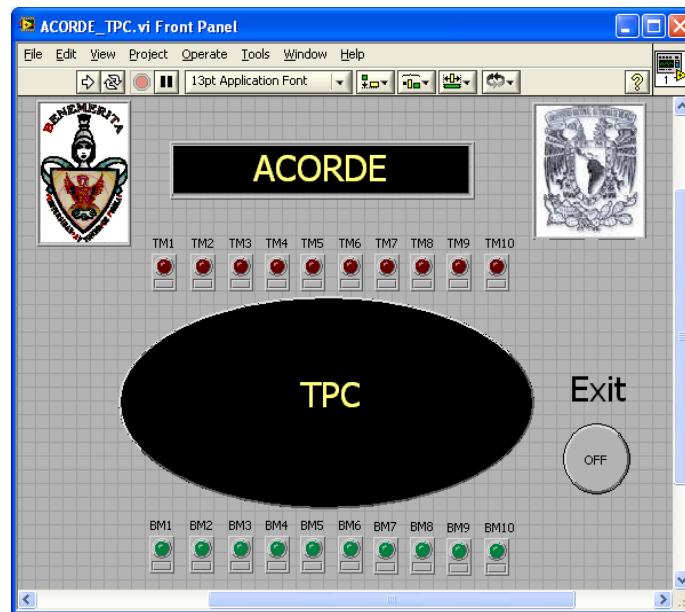 ACORDE_TPC.vi Front Panel
File Edit View Project Operate Tools Window Help
13pt Application Font
?
1
BENEMERITA
ACORDE
TM1 TM2 TM3 TM4 TM5 TM6 TM7 TM8 TM9 TM10
TPC
Exit
OFF
BM1 BM2 BM3 BM4 BM5 BM6 BM7 BM8 BM9 BM10